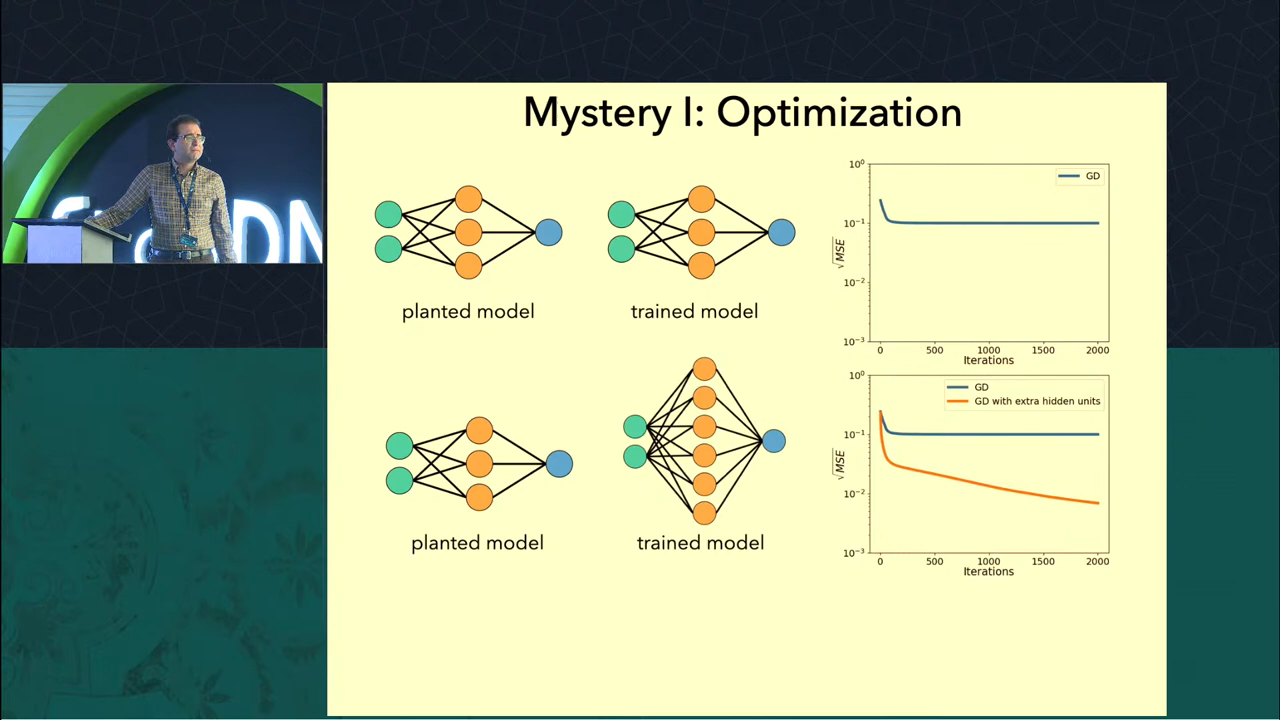 Mystery I: Optimization
planted model
trained model
10⁰
10⁻¹
10⁻²
10⁻³
√MSE
GD
0 500 1000 1500 2000
Iterations
planted model
trained model
10⁰
10⁻¹
10⁻²
10⁻³
√MSE
GD
GD with extra hidden units
0 500 1000 1500 2000
Iterations